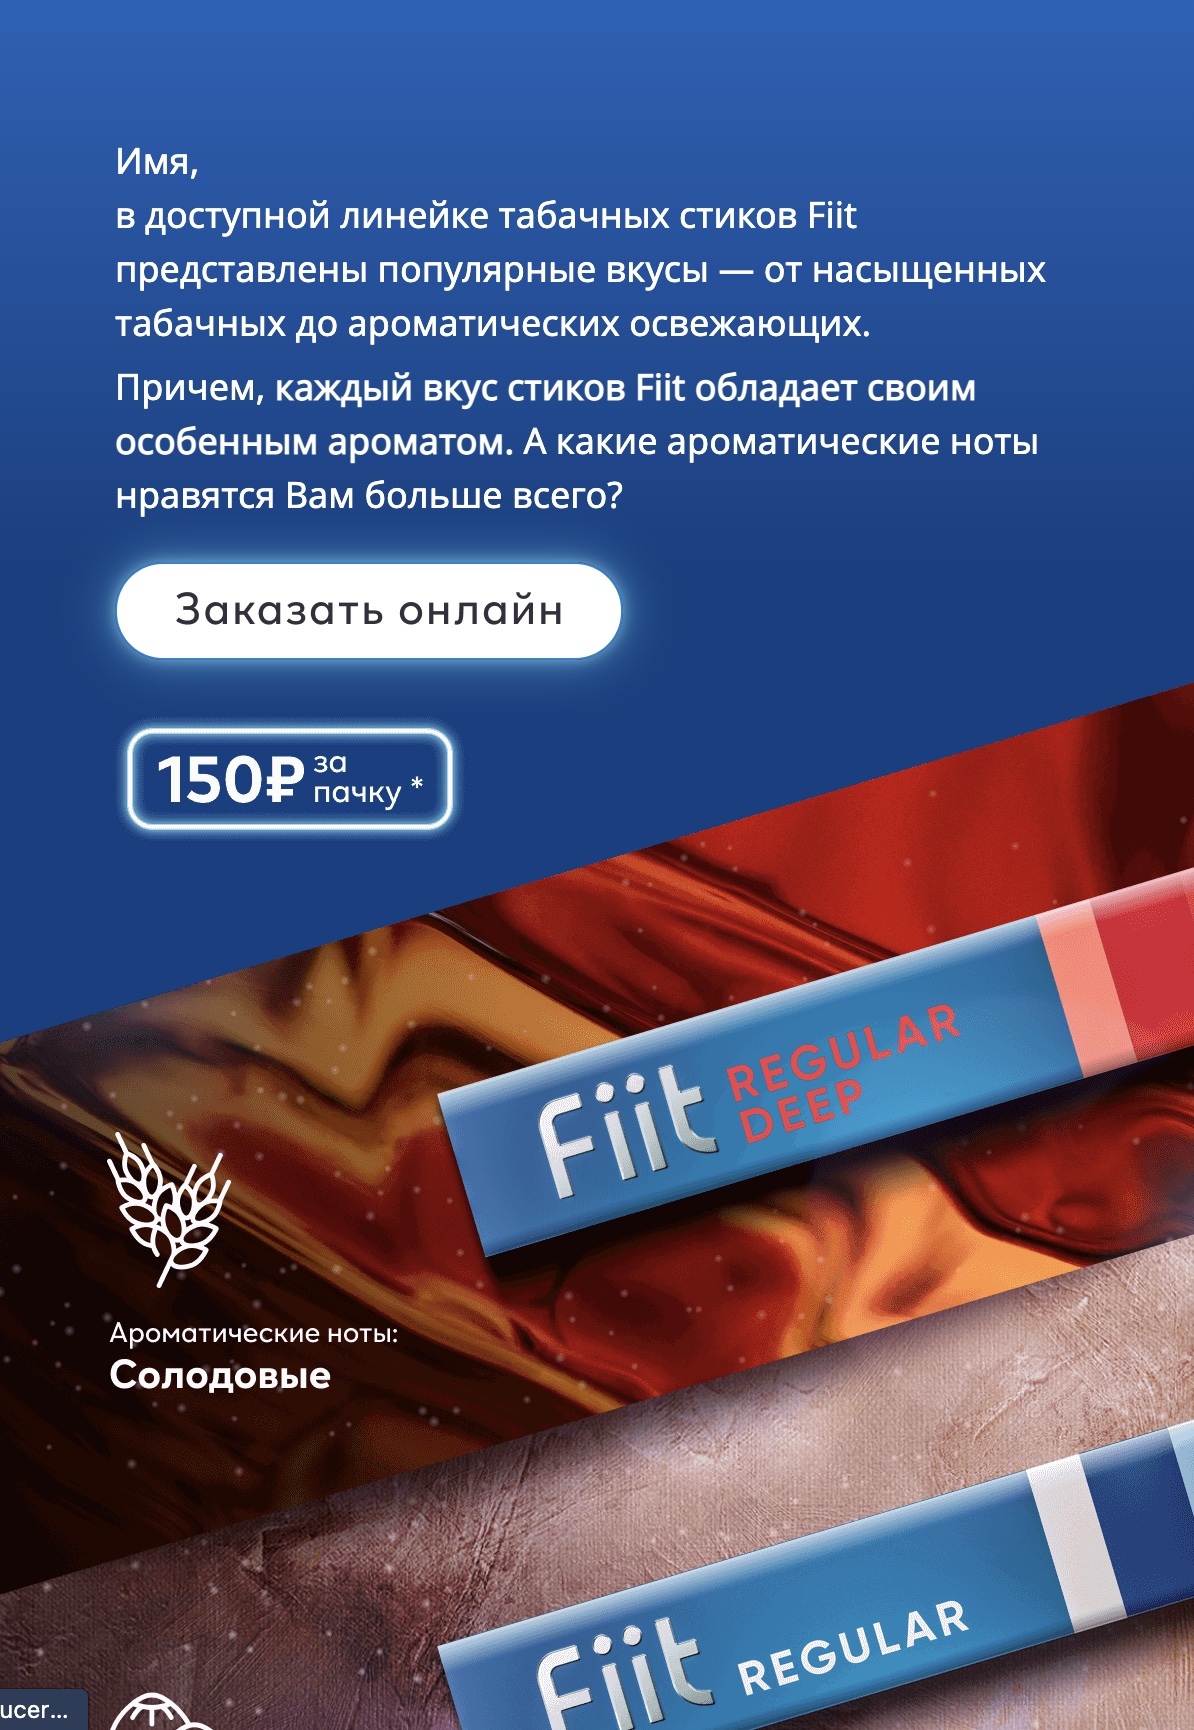 Имя,
в доступной линейке табачных стиков Fiit
представлены популярные вкусы — от насыщенных
табачных до ароматических освежающих.
Причем, каждый вкус стиков Fiit обладает своим
особенным ароматом. А какие ароматические ноты
нравятся Вам больше всего?
Заказать онлайн
150₽ за
пачку *
Fiit REGULAR
DEEP
Ароматические ноты:
Солодовые
Fiit REGULAR
ucer...